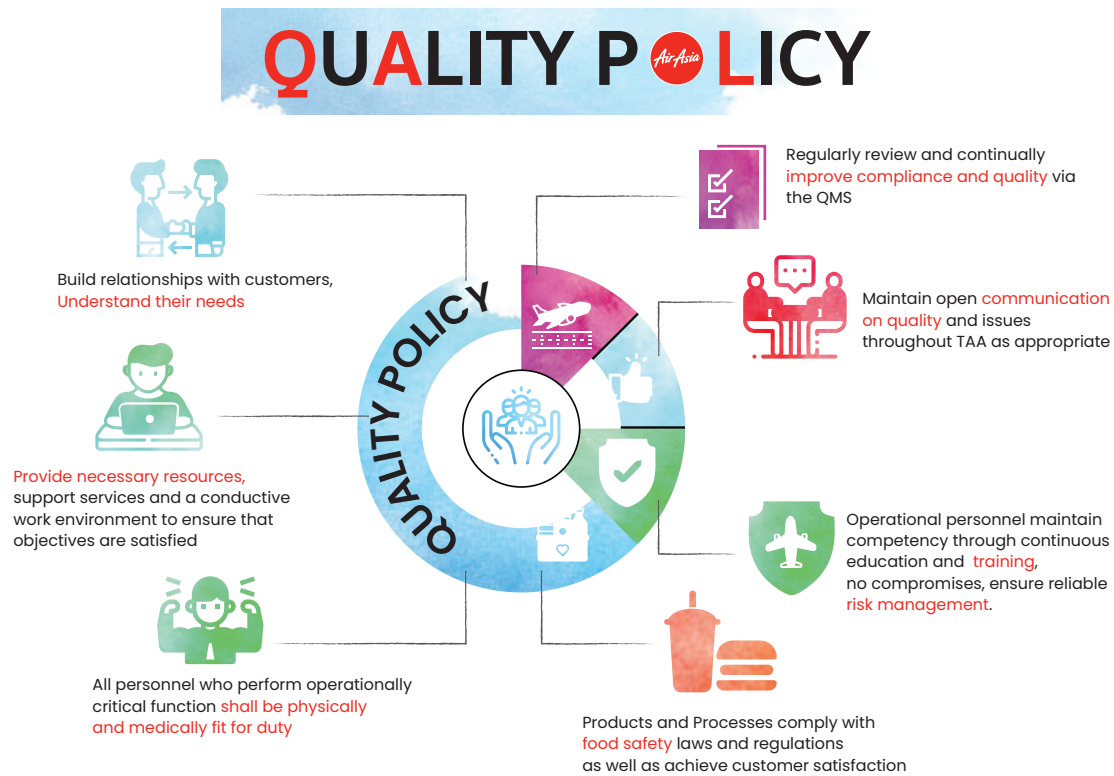 QUALITY P AirAsia LICY
Build relationships with customers,
Understand their needs
Provide necessary resources,
support services and a conductive
work environment to ensure that
objectives are satisfied
All personnel who perform operationally
critical function shall be physically
and medically fit for duty
QUALITY POLICY
Regularly review and continually
improve compliance and quality via
the QMS
Maintain open communication
on quality and issues
throughout TAA as appropriate
Operational personnel maintain
competency through continuous
education and training,
no compromises, ensure reliable
risk management.
Products and Processes comply with
food safety laws and regulations
as well as achieve customer satisfaction